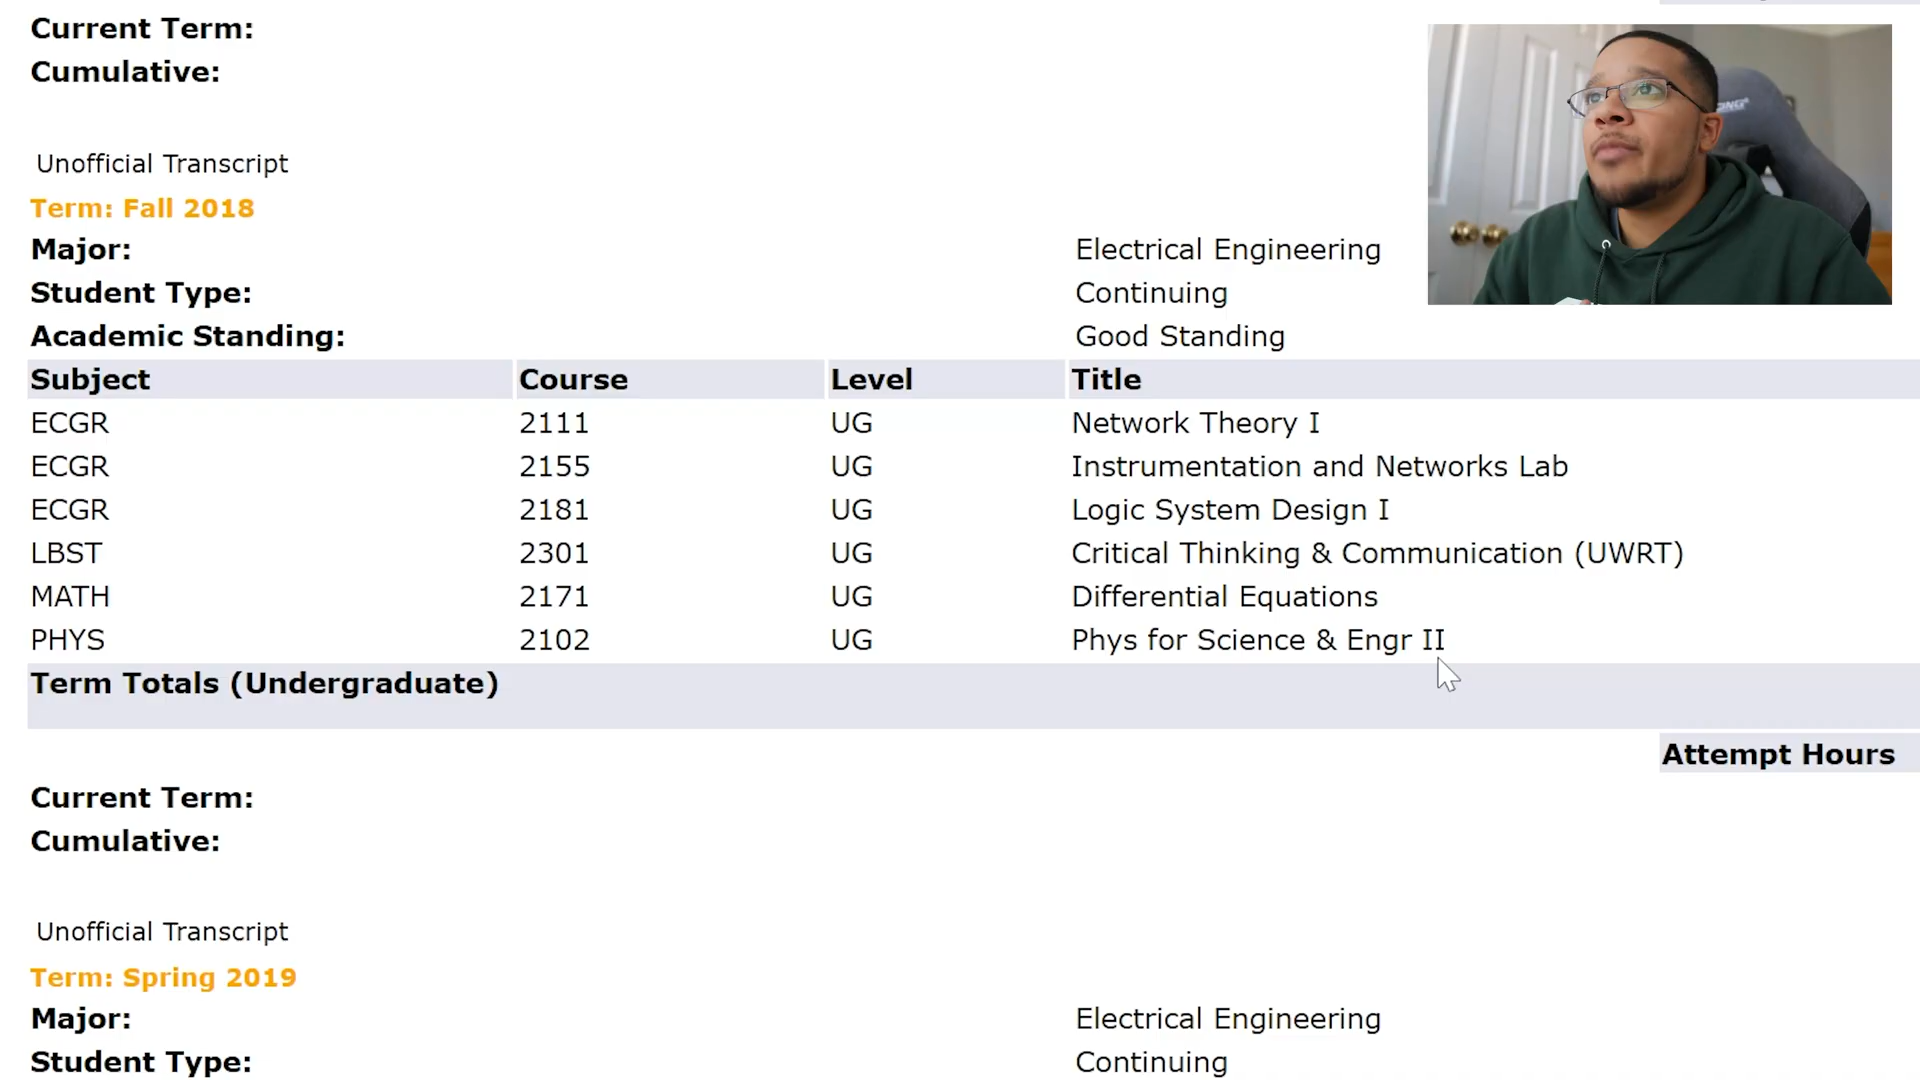 Current Term:
Cumulative:
Unofficial Transcript
Term: Fall 2018
Major: Electrical Engineering
Student Type: Continuing
Academic Standing: Good Standing
Subject Course Level Title
ECGR 2111 UG Network Theory I
ECGR 2155 UG Instrumentation and Networks Lab
ECGR 2181 UG Logic System Design I
LBST 2301 UG Critical Thinking & Communication (UWRT)
MATH 2171 UG Differential Equations
PHYS 2102 UG Phys for Science & Engr II
Term Totals (Undergraduate)
Attempt Hours
Current Term:
Cumulative:
Unofficial Transcript
Term: Spring 2019
Major: Electrical Engineering
Student Type: Continuing